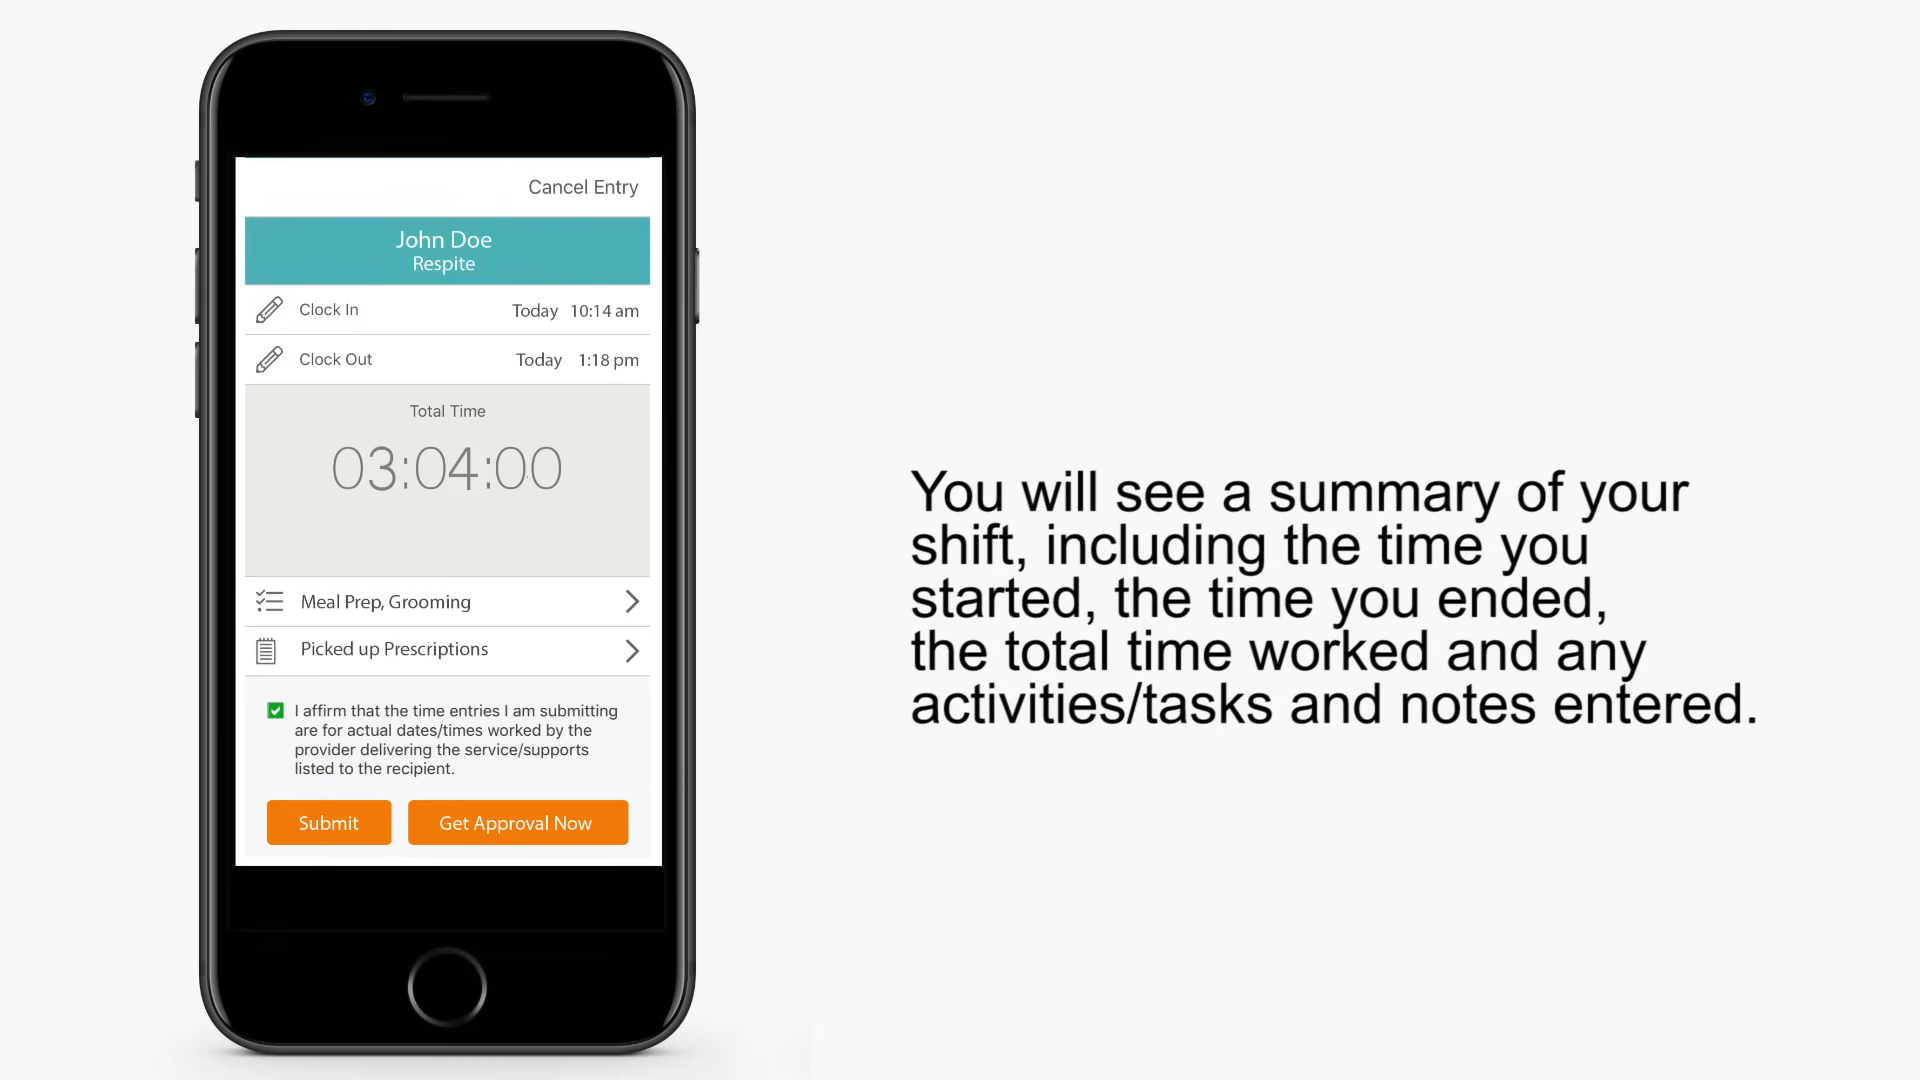 Cancel Entry
John Doe
Respite
Clock In Today 10:14 am
Clock Out Today 1:18 pm
Total Time
03:04:00
Meal Prep, Grooming
Picked up Prescriptions
I affirm that the time entries I am submitting
are for actual dates/times worked by the
provider delivering the service/supports
listed to the recipient.
Submit Get Approval Now
You will see a summary of your
shift, including the time you
started, the time you ended,
the total time worked and any
activities/tasks and notes entered.